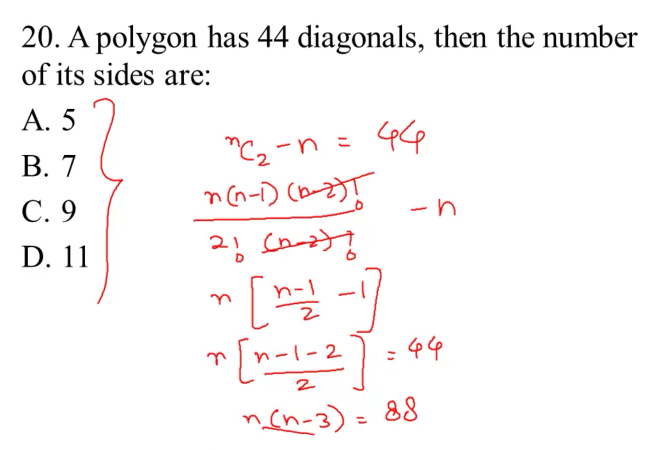 20. A polygon has 44 diagonals, then the number
of its sides are:
A. 5
B. 7
C. 9
D. 11
ⁿC₂ - n = 44
n(n-1)(n-2)! / 2! (n-2)! - n
n [ n-1 / 2 - 1 ]
n [ n-1-2 / 2 ] = 44
n(n-3) = 88